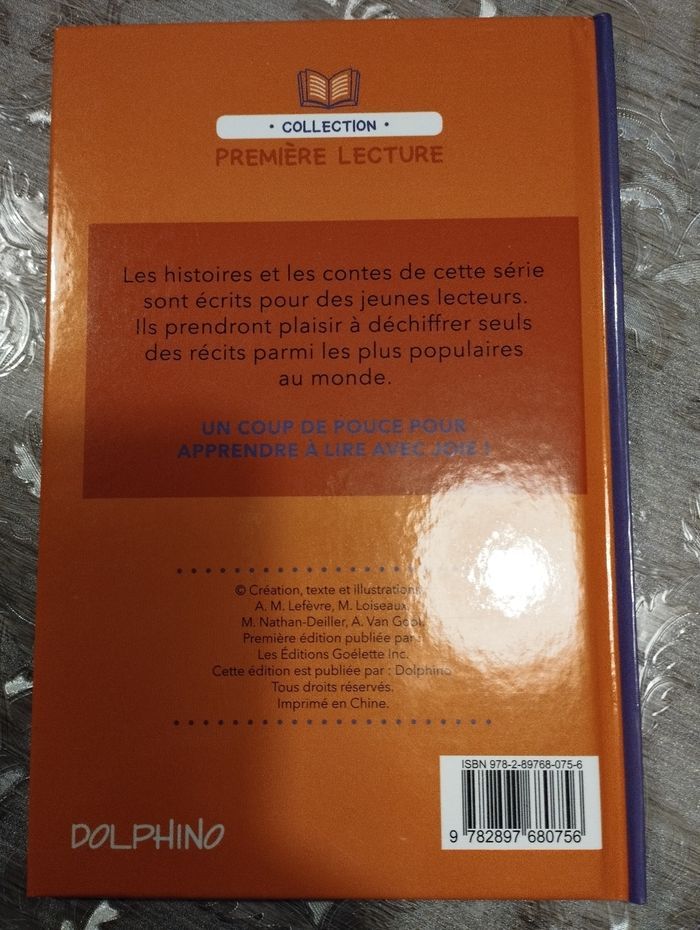 • COLLECTION •
PREMIÈRE LECTURE
Les histoires et les contes de cette série
sont écrits pour des jeunes lecteurs.
Ils prendront plaisir à déchiffrer seuls
des récits parmi les plus populaires
au monde.
UN COUP DE POUCE POUR
APPRENDRE À LIRE AVEC JOIE !
© Création, texte et illustrations
A. M. Lefèvre, M. Loiseaux,
M. Nathan-Deiller, A. Van Gool.
Première édition publiée par :
Les Éditions Goélette Inc.
Cette édition est publiée par : Dolphino
Tous droits réservés.
Imprimé en Chine.
ISBN 978-2-89768-075-6
9 782897 680756
DOLPHINO